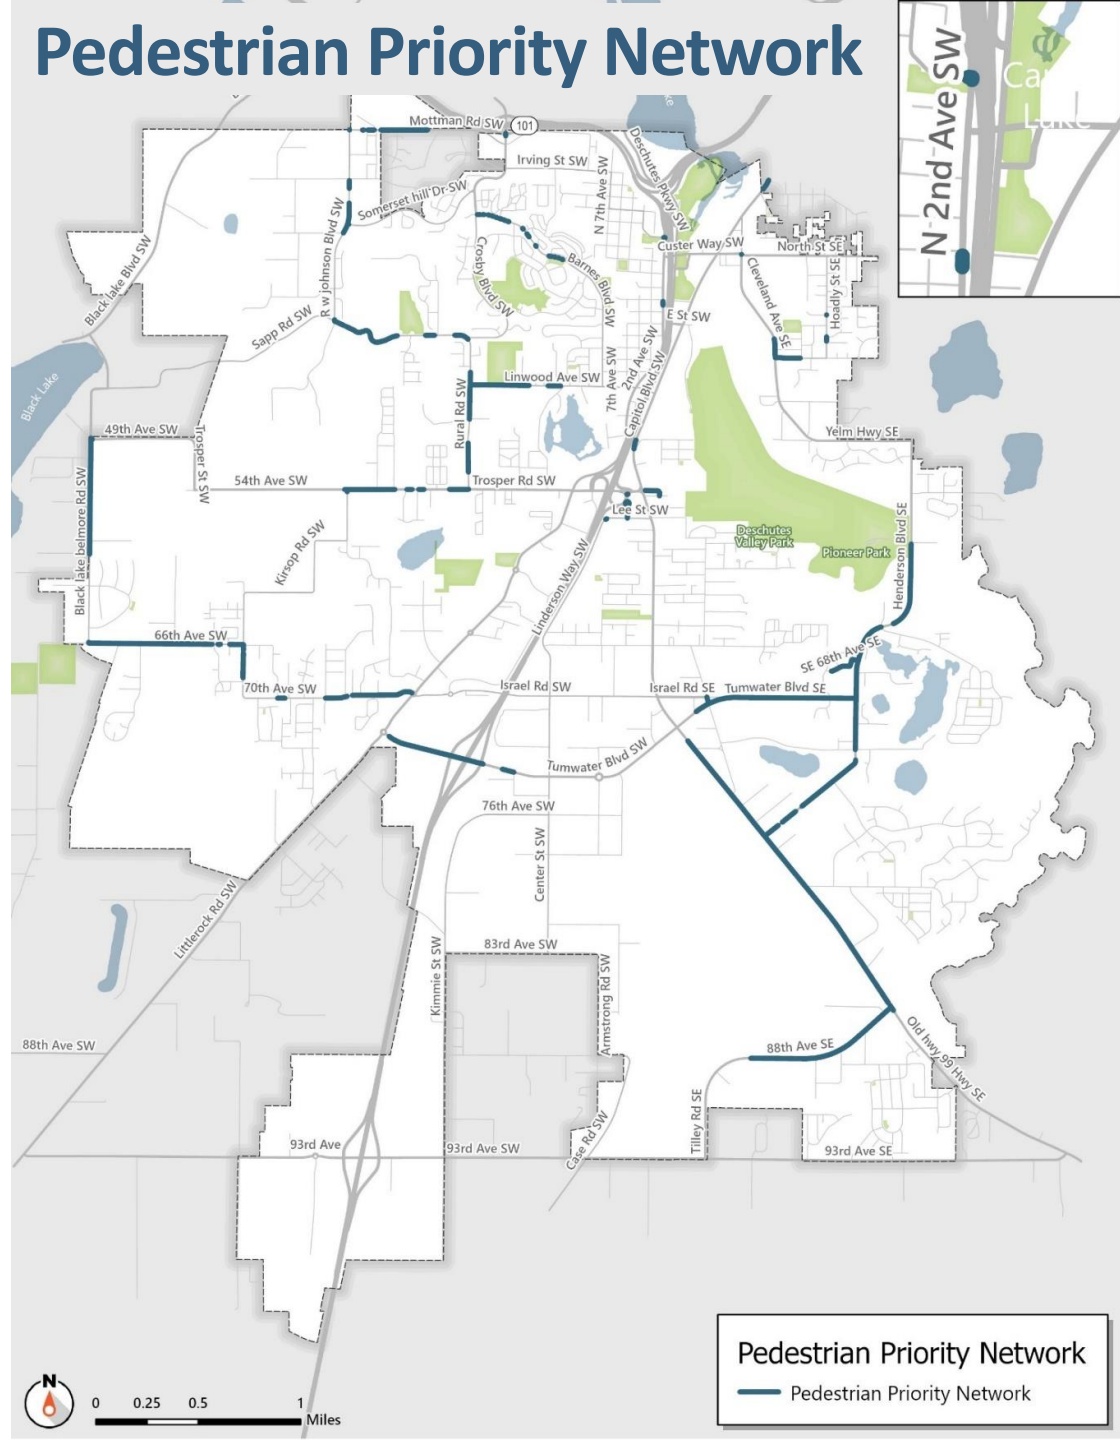 Pedestrian Priority Network
N 2nd Ave SW
Mottman Rd SW
101
Irving St SW
Deschutes Pkwy SW
N 7th Ave SW
Somerset hill Dr SW
R w Johnson Blvd SW
Black lake Blvd SW
Custer Way SW
North St SE
Crosby Blvd SW
Barnes Blvd SW
Cleveland Ave SE
Hoadly St SE
Sapp Rd SW
E St SW
2nd Ave SW
7th Ave SW
Capitol Blvd SW
Linwood Ave SW
Rural Rd SW
Black Lake
49th Ave SW
Trosper St SW
Yelm Hwy SE
54th Ave SW
Trosper Rd SW
Lee St SW
Black lake belmore Rd SW
Kirsop Rd SW
Linderson Way SW
Deschutes
Valley Park
Pioneer Park
Henderson Blvd SE
66th Ave SW
SE 68th Ave SE
70th Ave SW
Israel Rd SW
Israel Rd SE
Tumwater Blvd SE
Tumwater Blvd SW
76th Ave SW
Center St SW
Littlerock Rd SW
83rd Ave SW
Kimmie St SW
Armstrong Rd SW
88th Ave SW
88th Ave SE
Old hwy 99 Hwy SE
Tilley Rd SE
Case Rd SW
93rd Ave
93rd Ave SW
93rd Ave SE
Pedestrian Priority Network
Pedestrian Priority Network
N
0 0.25 0.5 1
Miles